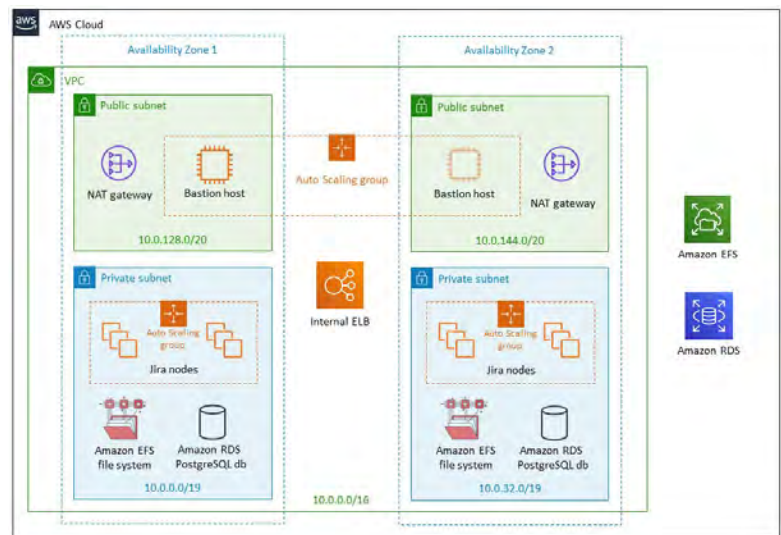 aws
AWS Cloud
Availability Zone 1
Availability Zone 2
VPC
Public subnet
NAT gateway
Bastion host
10.0.128.0/20
Auto Scaling group
Public subnet
Bastion host
NAT gateway
10.0.144.0/20
Amazon EFS
Amazon RDS
Internal ELB
Private subnet
Auto Scaling
group
Jira nodes
Amazon EFS
file system
Amazon RDS
PostgreSQL db
10.0.0.0/19
10.0.0.0/16
Private subnet
Auto Scaling
group
Jira nodes
Amazon EFS
file system
Amazon RDS
PostgreSQL db
10.0.32.0/19